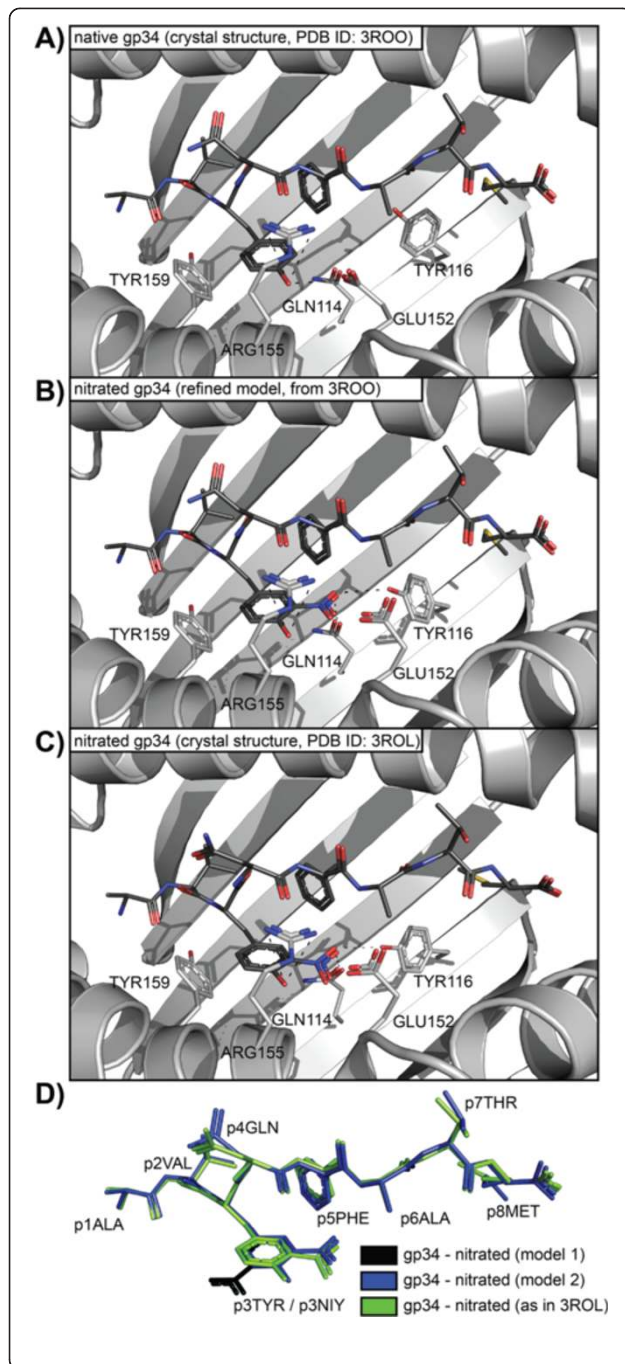 A)
native gp34 (crystal structure, PDB ID: 3ROO)
TYR159
TYR116
GLN114
GLU152
ARG155
B)
nitrated gp34 (refined model, from 3ROO)
TYR159
TYR116
GLN114
GLU152
ARG155
C)
nitrated gp34 (crystal structure, PDB ID: 3ROL)
TYR159
TYR116
GLN114
GLU152
ARG155
D)
p7THR
p4GLN
p2VAL
p1ALA
p5PHE
p6ALA
p8MET
p3TYR / p3NIY
gp34 - nitrated (model 1)
gp34 - nitrated (model 2)
gp34 - nitrated (as in 3ROL)